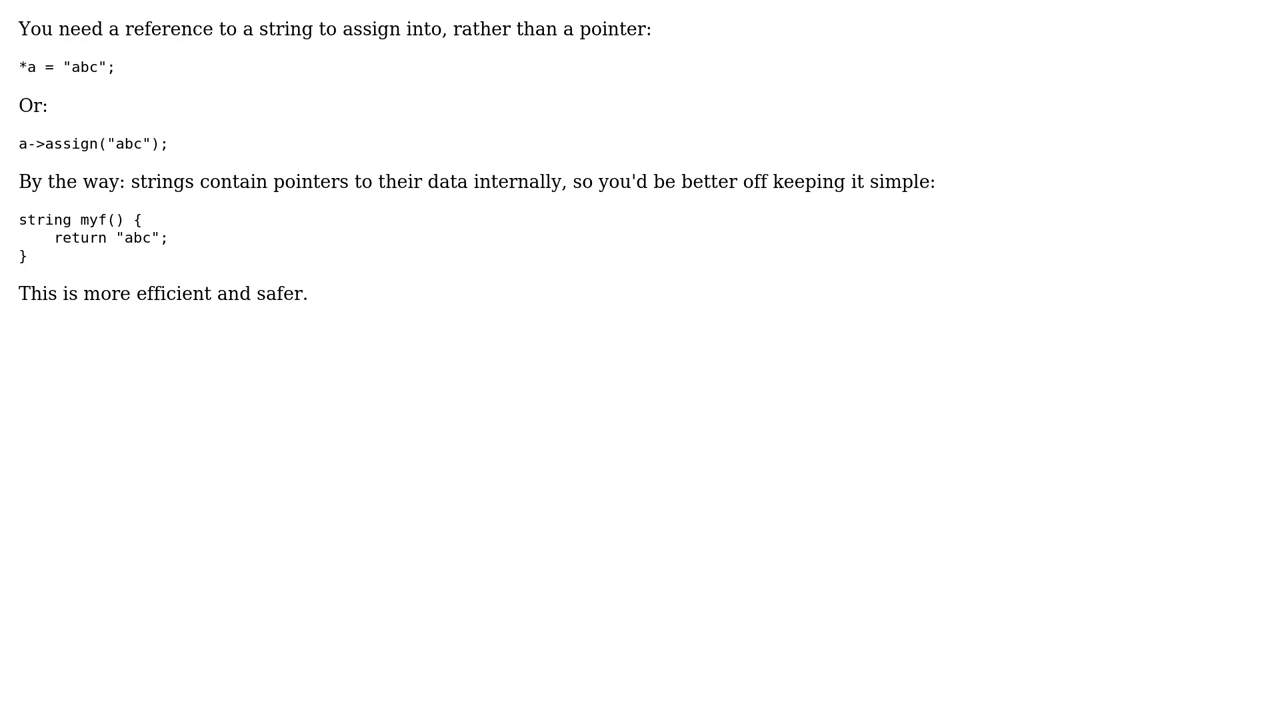 You need a reference to a string to assign into, rather than a pointer:
*a = "abc";
Or:
a->assign("abc");
By the way: strings contain pointers to their data internally, so you'd be better off keeping it simple:
string myf() {
    return "abc";
}
This is more efficient and safer.